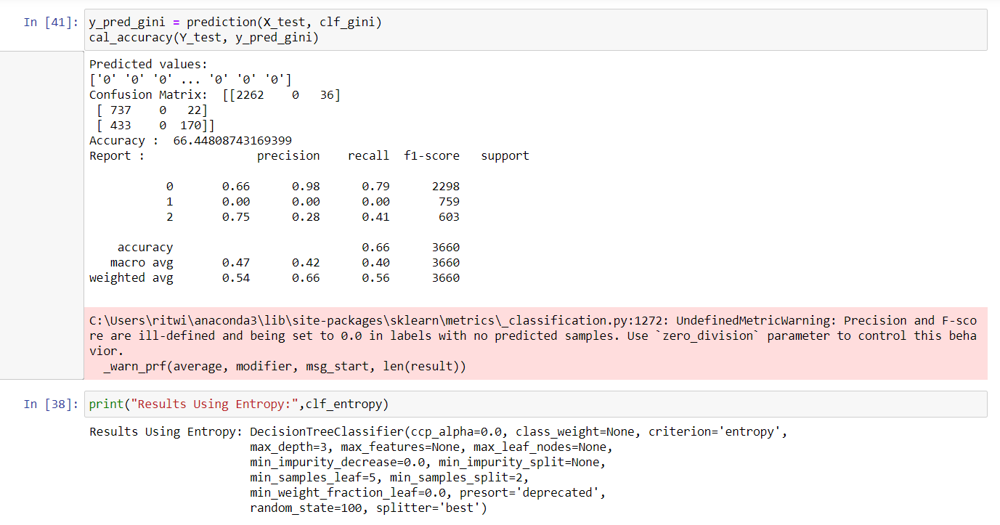 In [41]: y_pred_gini = prediction(X_test, clf_gini)
cal_accuracy(Y_test, y_pred_gini)
Predicted values:
['0' '0' '0' ... '0' '0' '0']
Confusion Matrix:  [[2262    0   36]
 [ 737    0   22]
 [ 433    0  170]]
Accuracy :  66.44808743169399
Report :                precision    recall  f1-score   support
           0       0.66      0.98      0.79      2298
           1       0.00      0.00      0.00       759
           2       0.75      0.28      0.41       603
    accuracy                           0.66      3660
   macro avg       0.47      0.42      0.40      3660
weighted avg       0.54      0.66      0.56      3660
C:\Users\ritwi\anaconda3\lib\site-packages\sklearn\metrics\_classification.py:1272: UndefinedMetricWarning: Precision and F-sco
re are ill-defined and being set to 0.0 in labels with no predicted samples. Use `zero_division` parameter to control this beha
vior.
  _warn_prf(average, modifier, msg_start, len(result))
In [38]: print("Results Using Entropy:",clf_entropy)
Results Using Entropy: DecisionTreeClassifier(ccp_alpha=0.0, class_weight=None, criterion='entropy',
                       max_depth=3, max_features=None, max_leaf_nodes=None,
                       min_impurity_decrease=0.0, min_impurity_split=None,
                       min_samples_leaf=5, min_samples_split=2,
                       min_weight_fraction_leaf=0.0, presort='deprecated',
                       random_state=100, splitter='best')